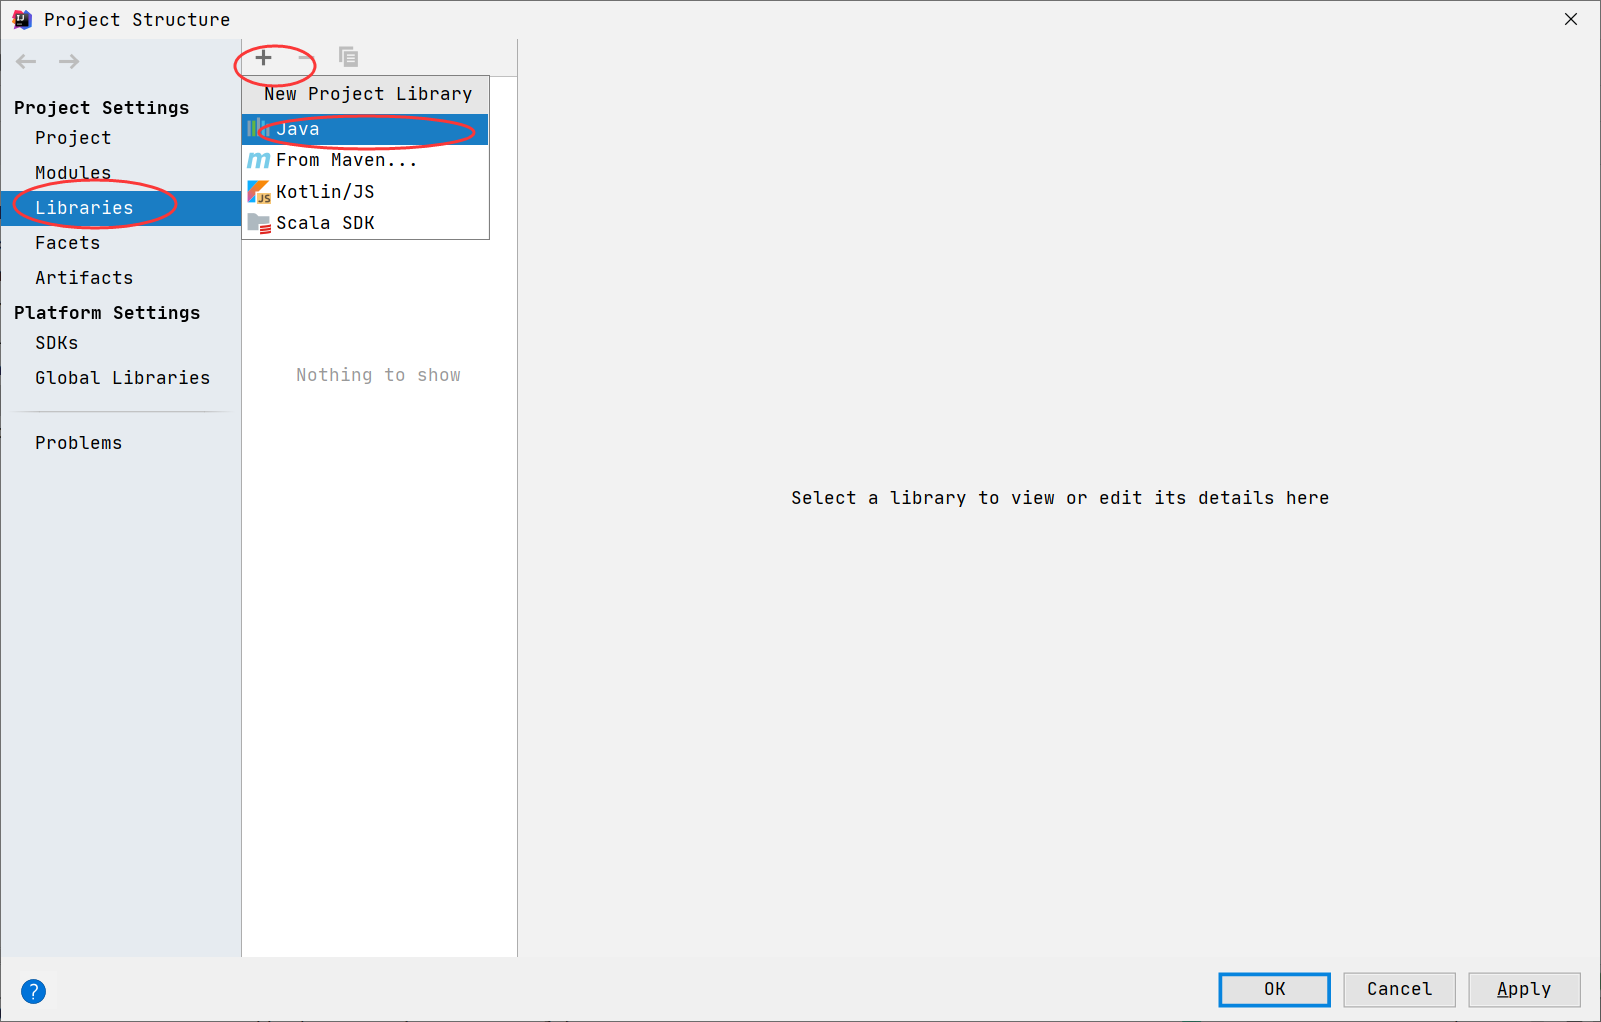 Project Structure
Project Settings
Project
Modules
Libraries
Facets
Artifacts
Platform Settings
SDKs
Global Libraries
Problems
New Project Library
Java
From Maven...
Kotlin/JS
Scala SDK
Nothing to show
Select a library to view or edit its details here
?
OK
Cancel
Apply